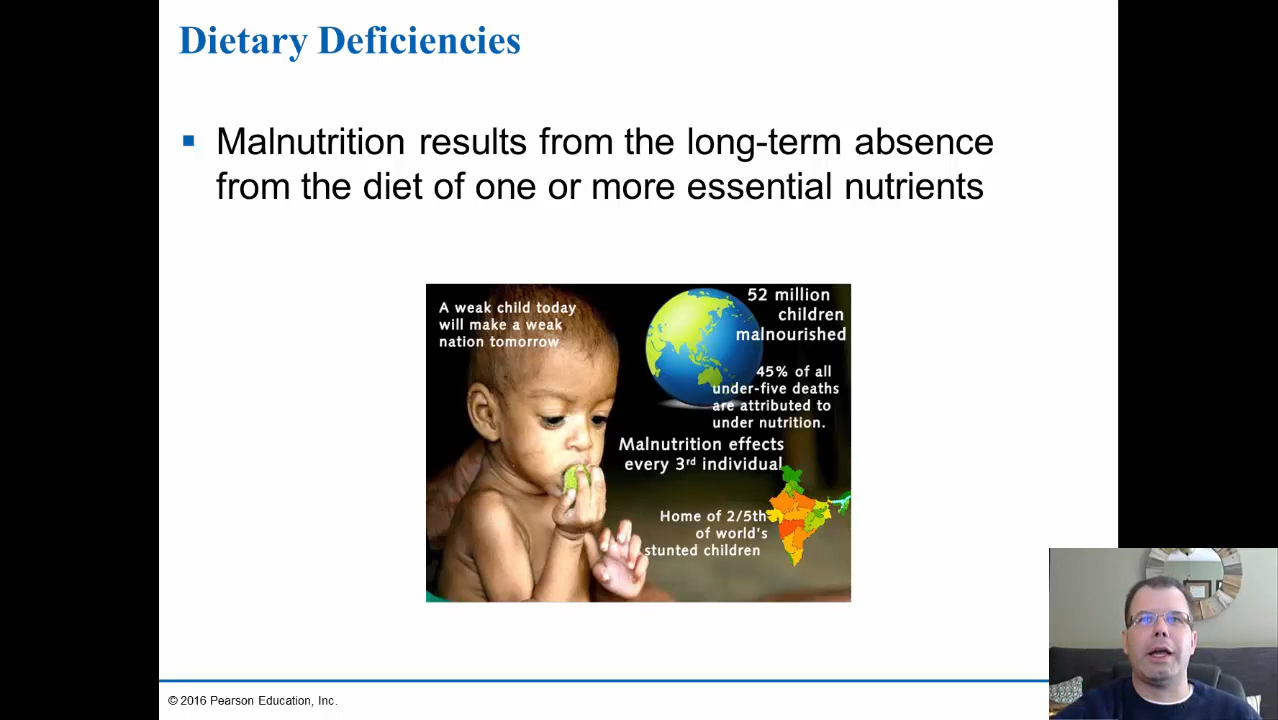 Dietary Deficiencies
Malnutrition results from the long-term absence
from the diet of one or more essential nutrients
A weak child today
will make a weak
nation tomorrow
52 million
children
malnourished
45% of all
under-five deaths
are attributed to
under nutrition.
Malnutrition effects
every 3rd individual
Home of 2/5th
of world's
stunted children
© 2016 Pearson Education, Inc.